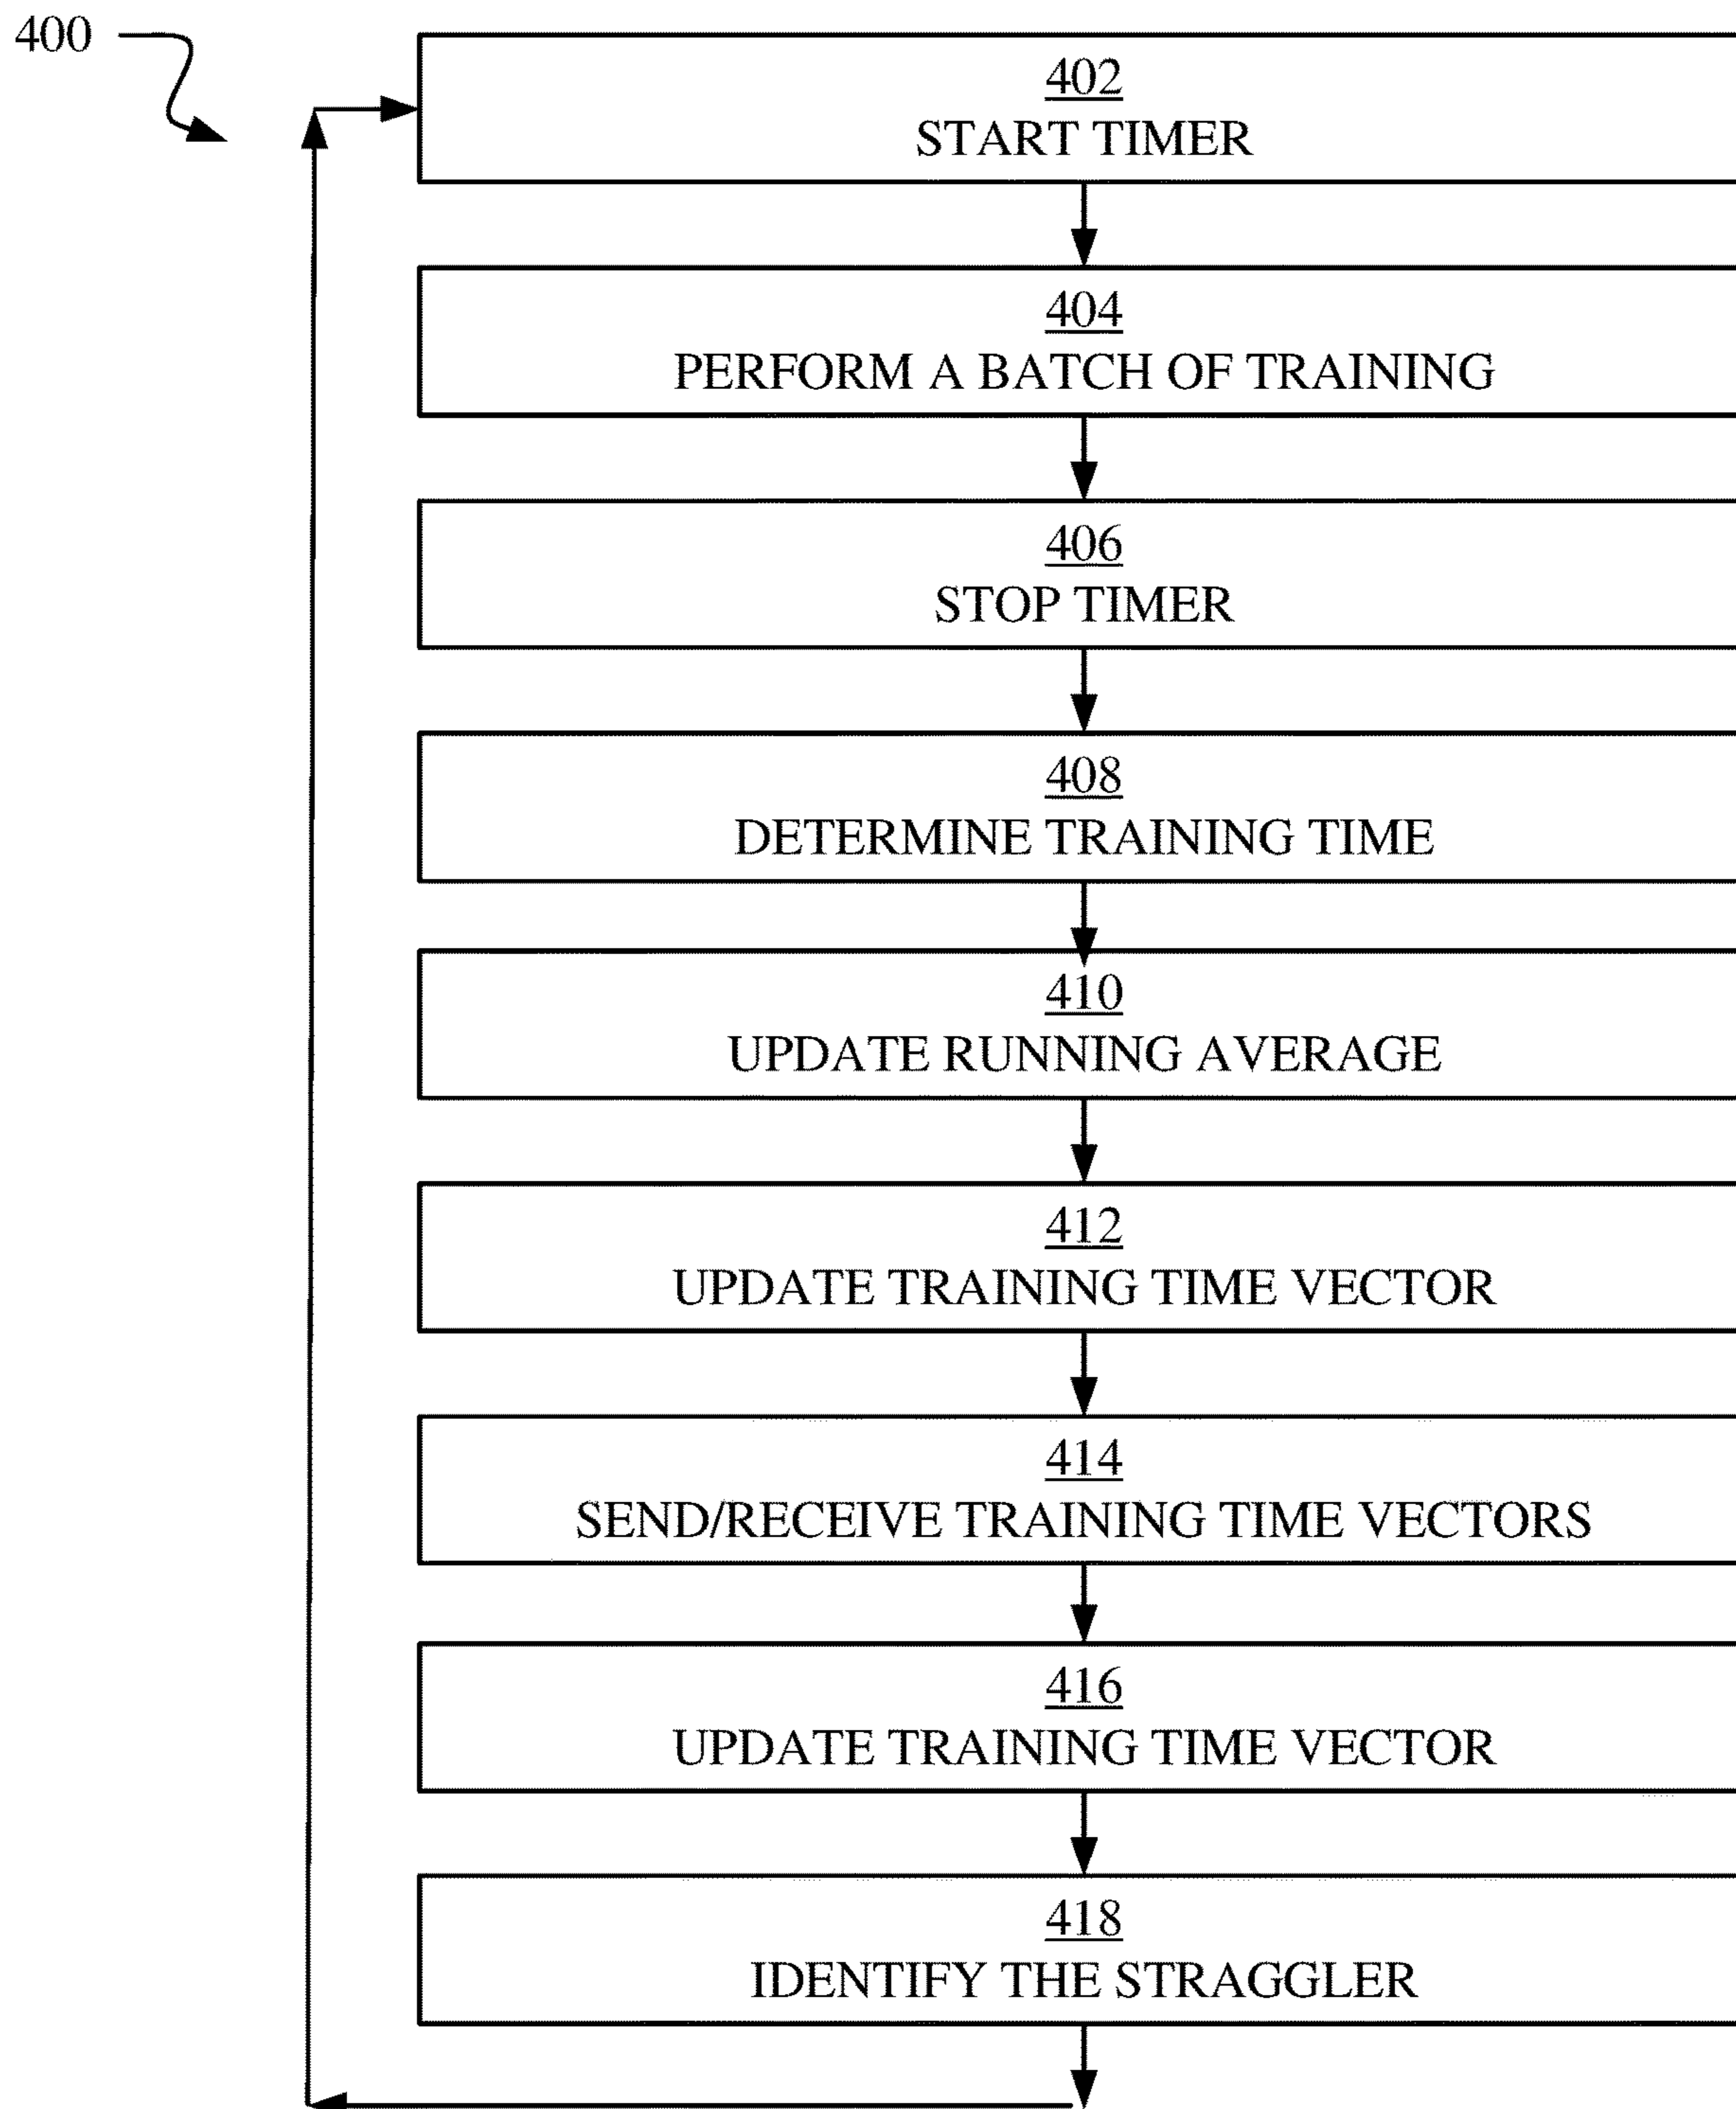 400
402
START TIMER
404
PERFORM A BATCH OF TRAINING
406
STOP TIMER
408
DETERMINE TRAINING TIME
410
UPDATE RUNNING AVERAGE
412
UPDATE TRAINING TIME VECTOR
414
SEND/RECEIVE TRAINING TIME VECTORS
416
UPDATE TRAINING TIME VECTOR
418
IDENTIFY THE STRAGGLER